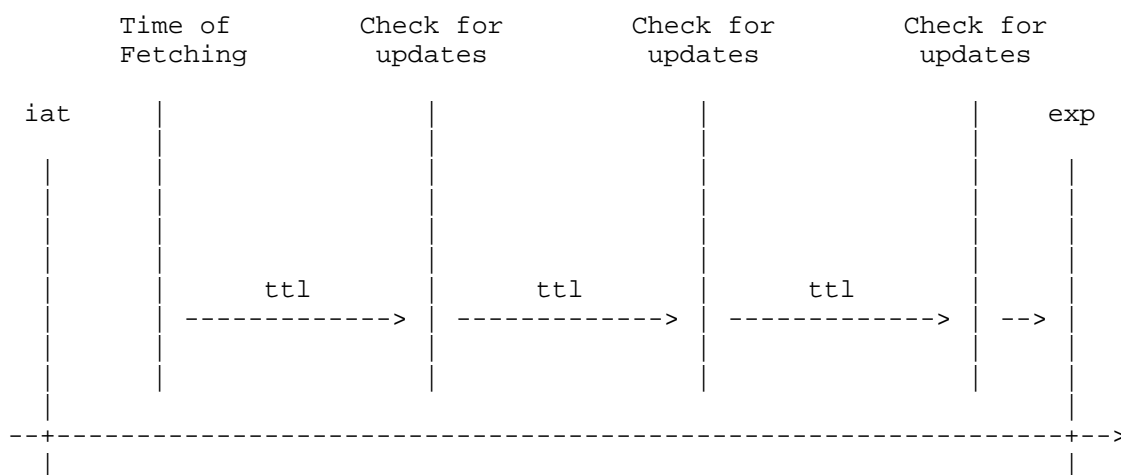 Time of Check for Check for Check for
Fetching updates updates updates
iat exp
ttl ttl ttl